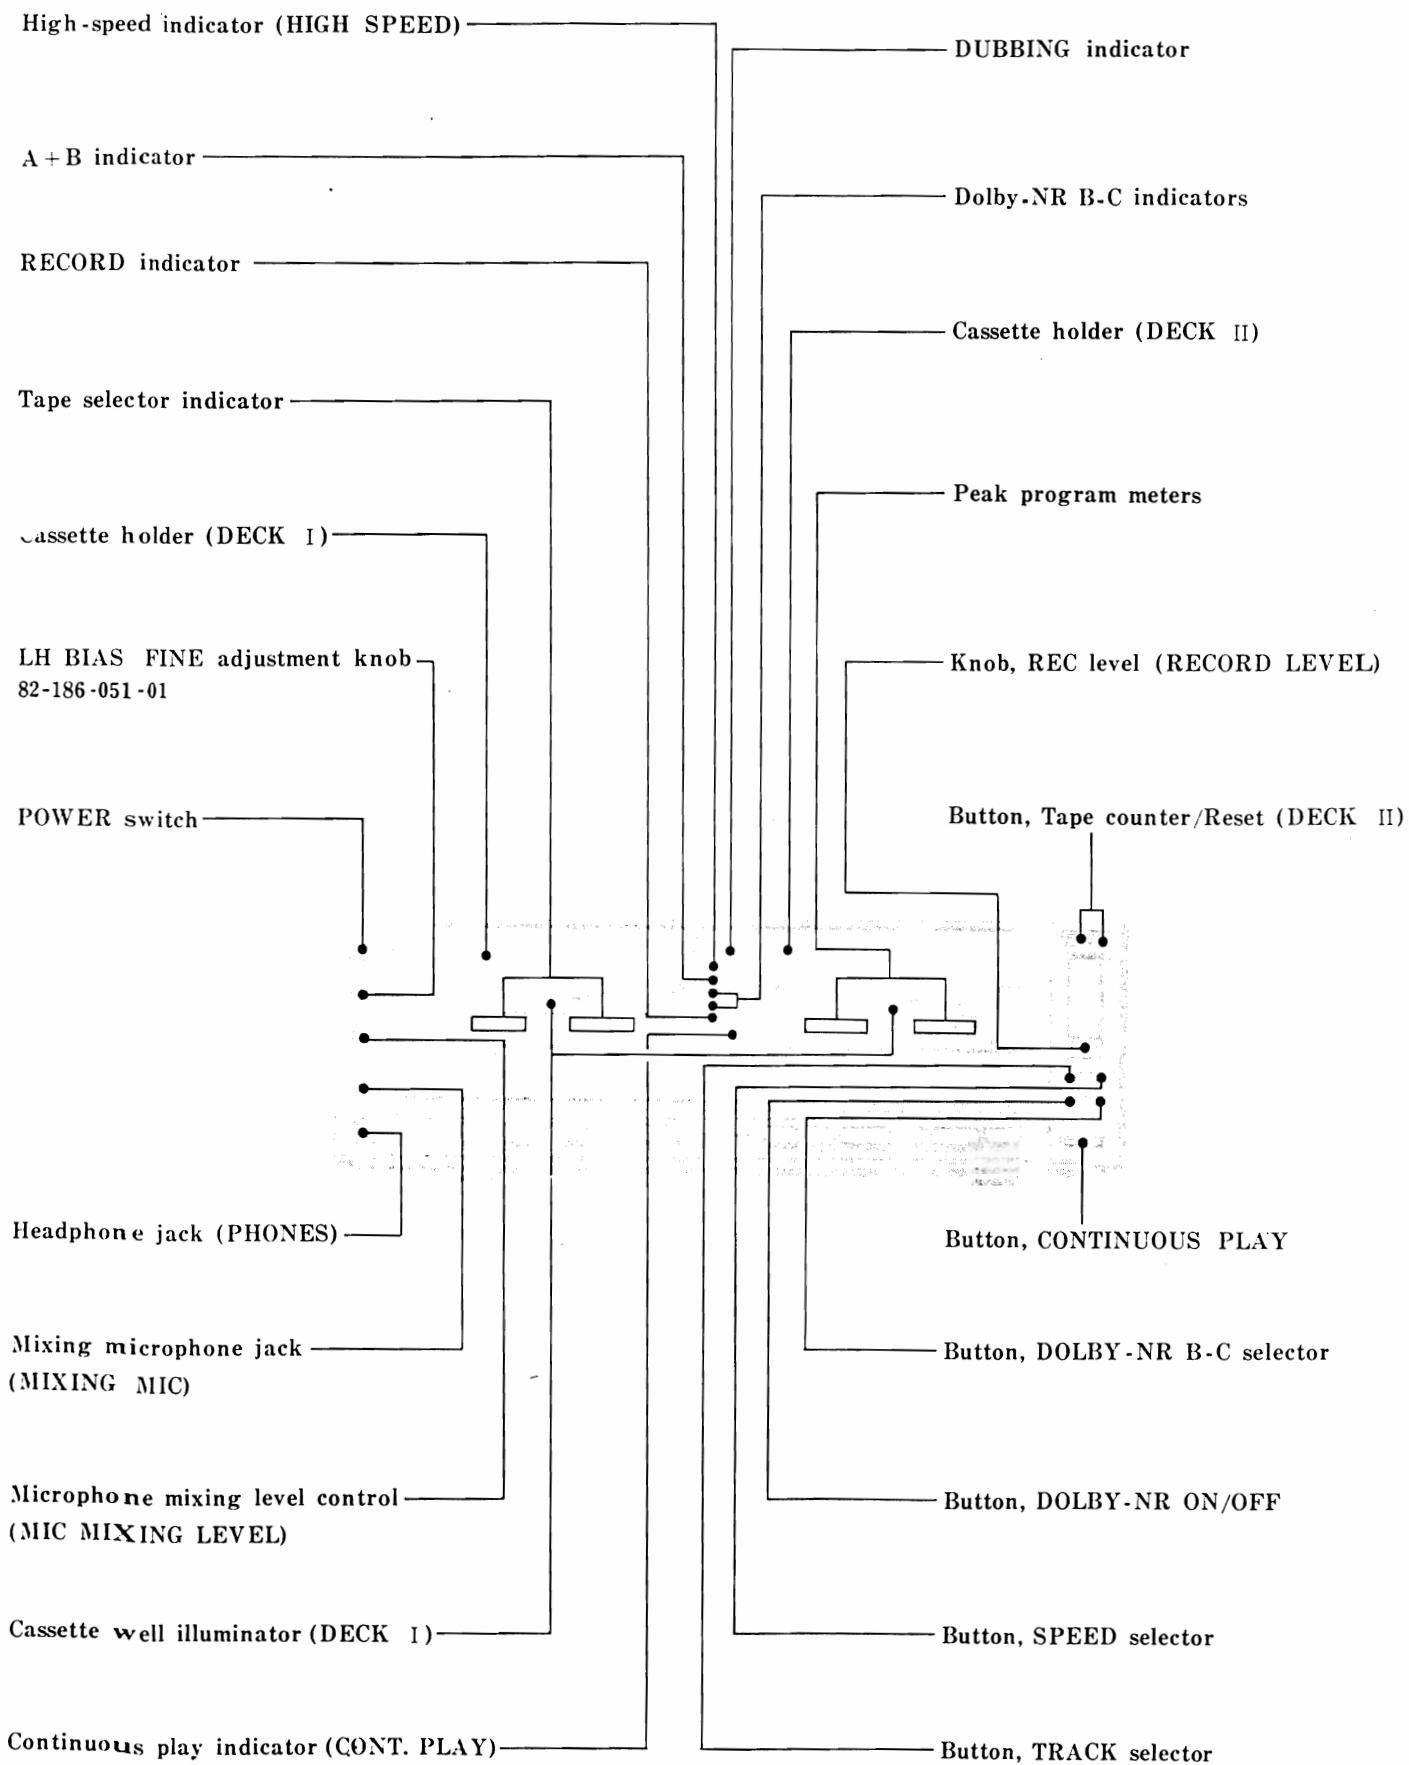 High-speed indicator (HIGH SPEED)
A+B indicator
RECORD indicator
Tape selector indicator
Cassette holder (DECK I)
LH BIAS FINE adjustment knob
82-186-051-01
POWER switch
Headphone jack (PHONES)
Mixing microphone jack
(MIXING MIC)
Microphone mixing level control
(MIC MIXING LEVEL)
Cassette well illuminator (DECK I)
Continuous play indicator (CONT. PLAY)
DUBBING indicator
Dolby-NR B-C indicators
Cassette holder (DECK II)
Peak program meters
Knob, REC level (RECORD LEVEL)
Button, Tape counter/Reset (DECK II)
Button, CONTINUOUS PLAY
Button, DOLBY-NR B-C selector
Button, DOLBY-NR ON/OFF
Button, SPEED selector
Button, TRACK selector